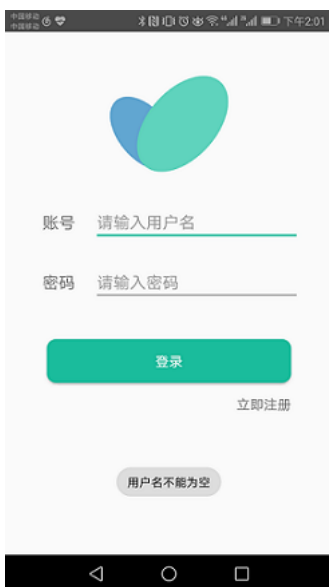 中国移动
中国移动
下午2:01
账号 请输入用户名
密码 请输入密码
登录
立即注册
用户名不能为空